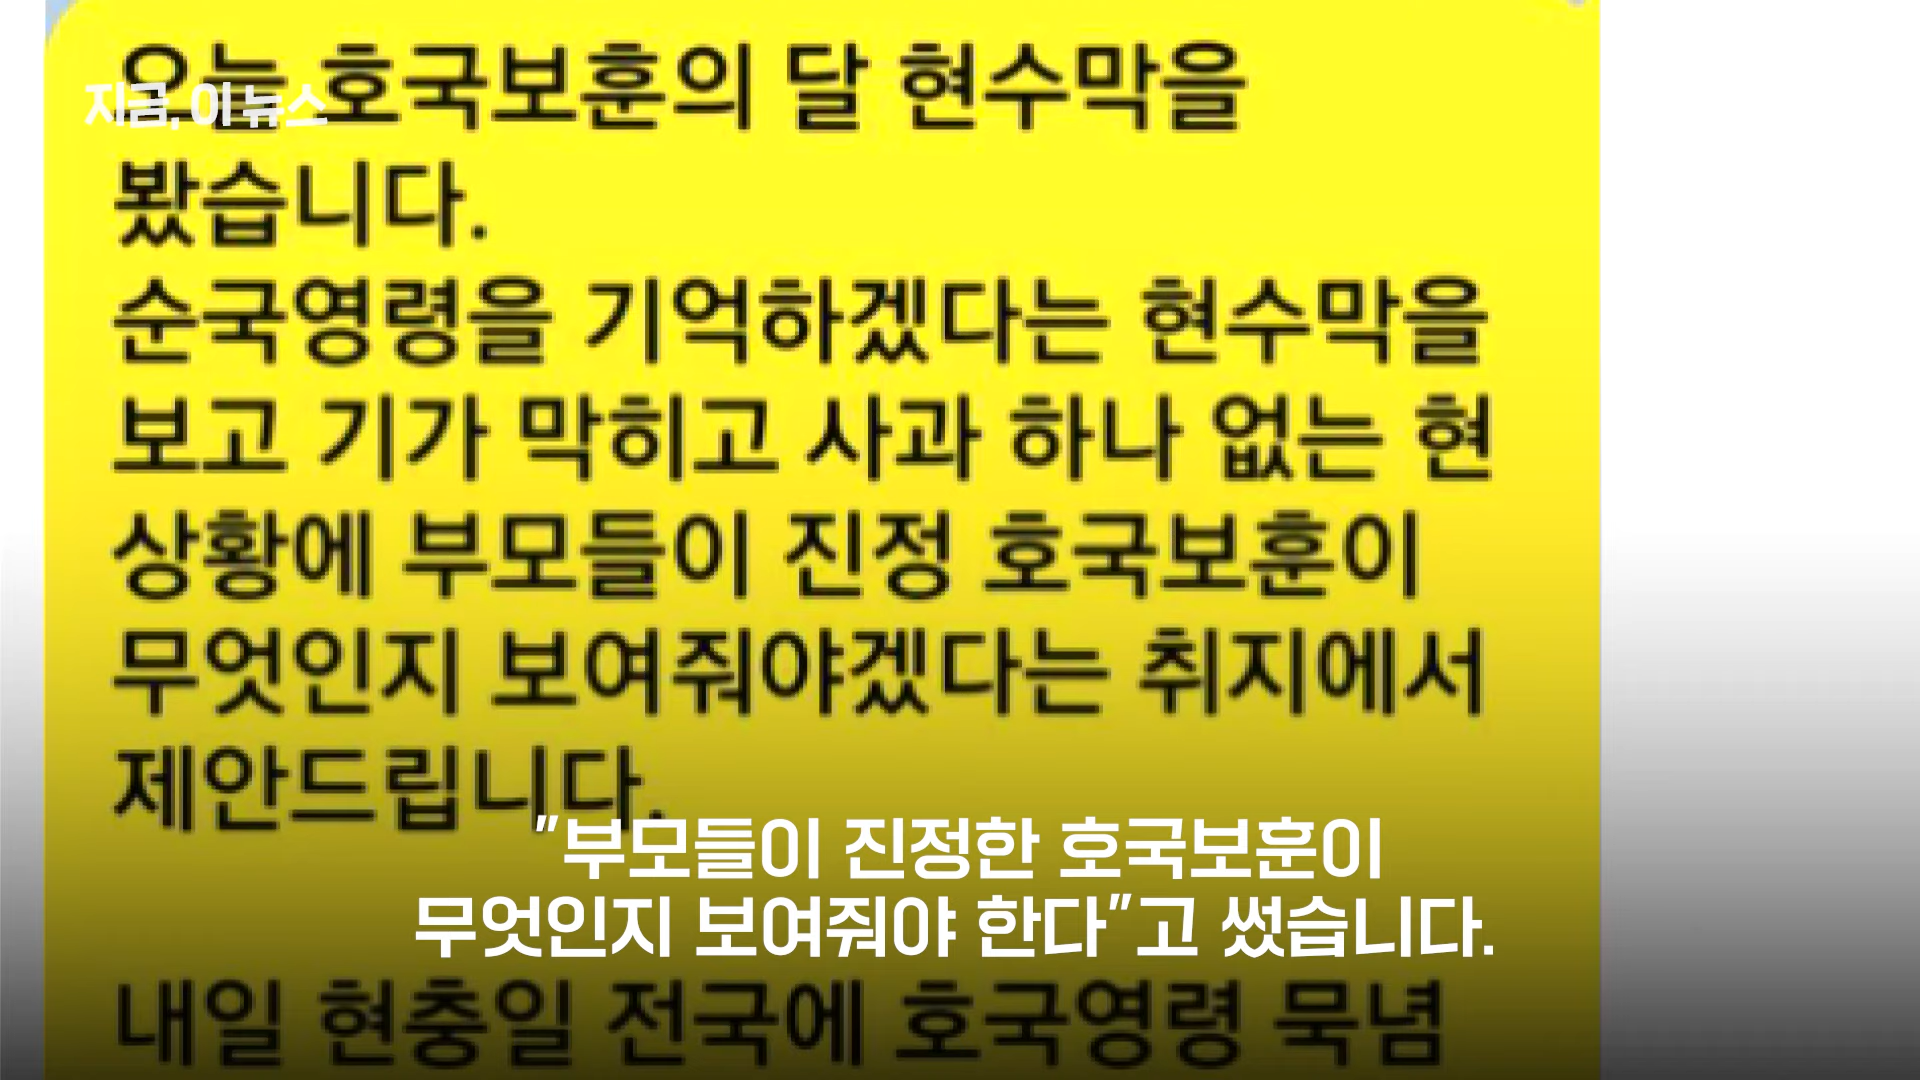 오늘 호국보훈의 달 현수막을
지금, 이 뉴스
봤습니다.
순국영령을 기억하겠다는 현수막을
보고 기가 막히고 사과 하나 없는 현
상황에 부모들이 진정 호국보훈이
무엇인지 보여줘야겠다는 취지에서
제안드립니다.
"부모들이 진정한 호국보훈이
무엇인지 보여줘야 한다"고 썼습니다.
내일 현충일 전국에 호국영령 묵념